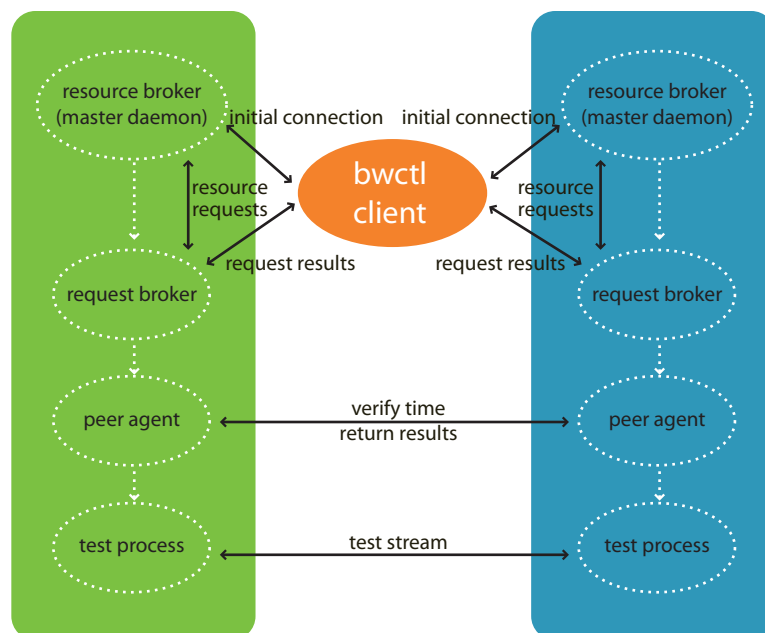 resource broker
(master daemon)
initial connection
initial connection
resource broker
(master daemon)
bwctl
client
resource
requests
resource
requests
request results
request results
request broker
request broker
peer agent
verify time
return results
peer agent
test process
test stream
test process